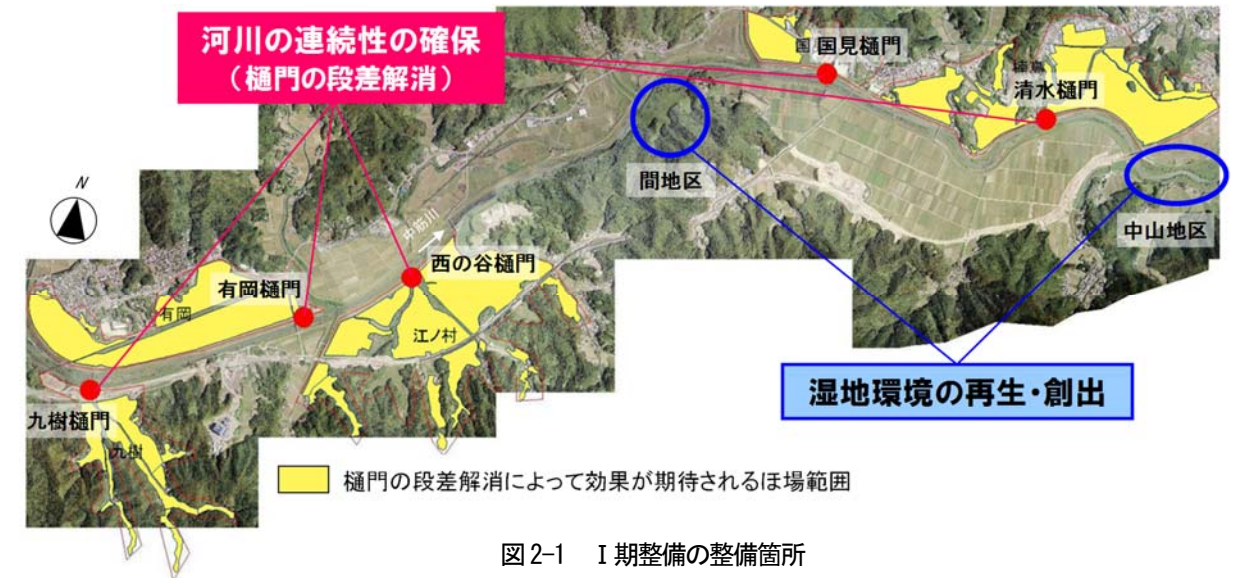 河川の連続性の確保
（樋門の段差解消）
国
国見樋門
清水樋門
間地区
中山地区
N
中筋川
西の谷樋門
有岡樋門
有岡
江ノ村
九樹樋門
九樹
湿地環境の再生・創出
樋門の段差解消によって効果が期待されるほ場範囲
図2-1 Ⅰ期整備の整備箇所